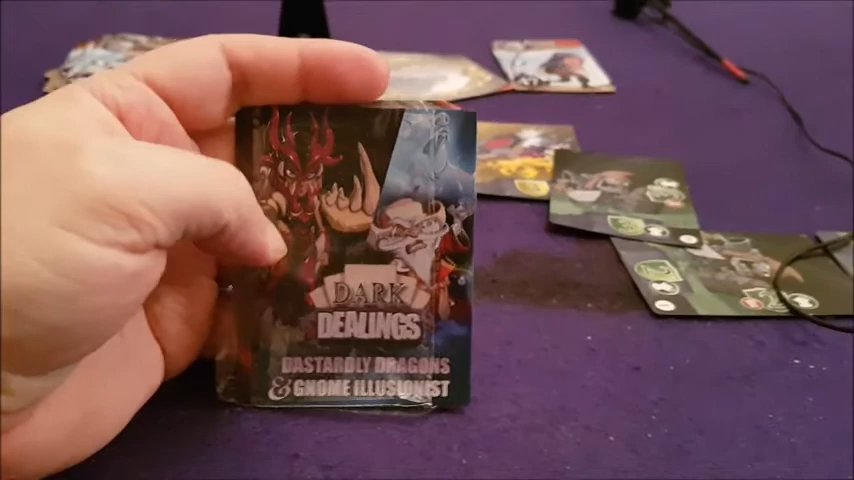 DARK
DEALINGS
DASTARDLY DRAGONS
& GNOME ILLUSIONIST